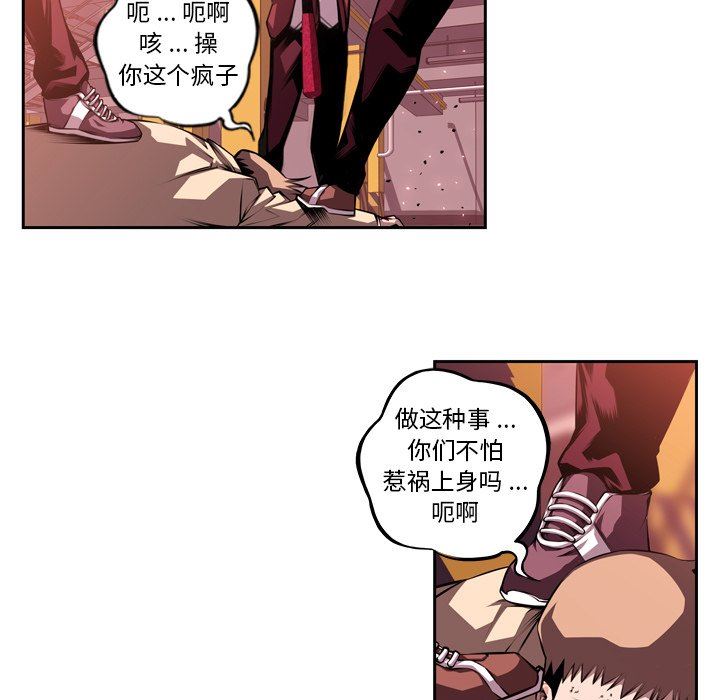 呃 ... 呃啊
咳 ... 操
你这个疯子
做这种事 ...
你们不怕
惹祸上身吗 ...
呃啊